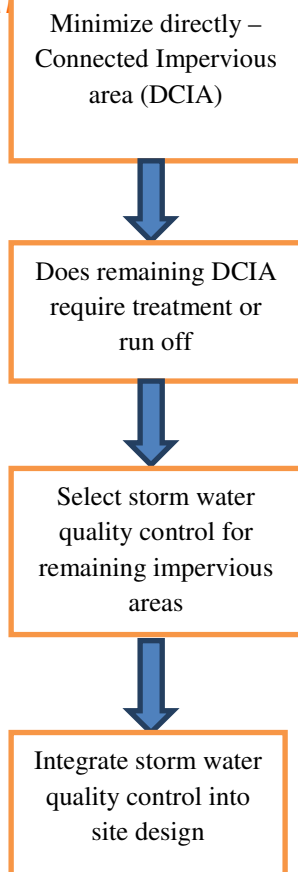 Minimize directly –
Connected Impervious
area (DCIA)
Does remaining DCIA
require treatment or
run off
Select storm water
quality control for
remaining impervious
areas
Integrate storm water
quality control into
site design